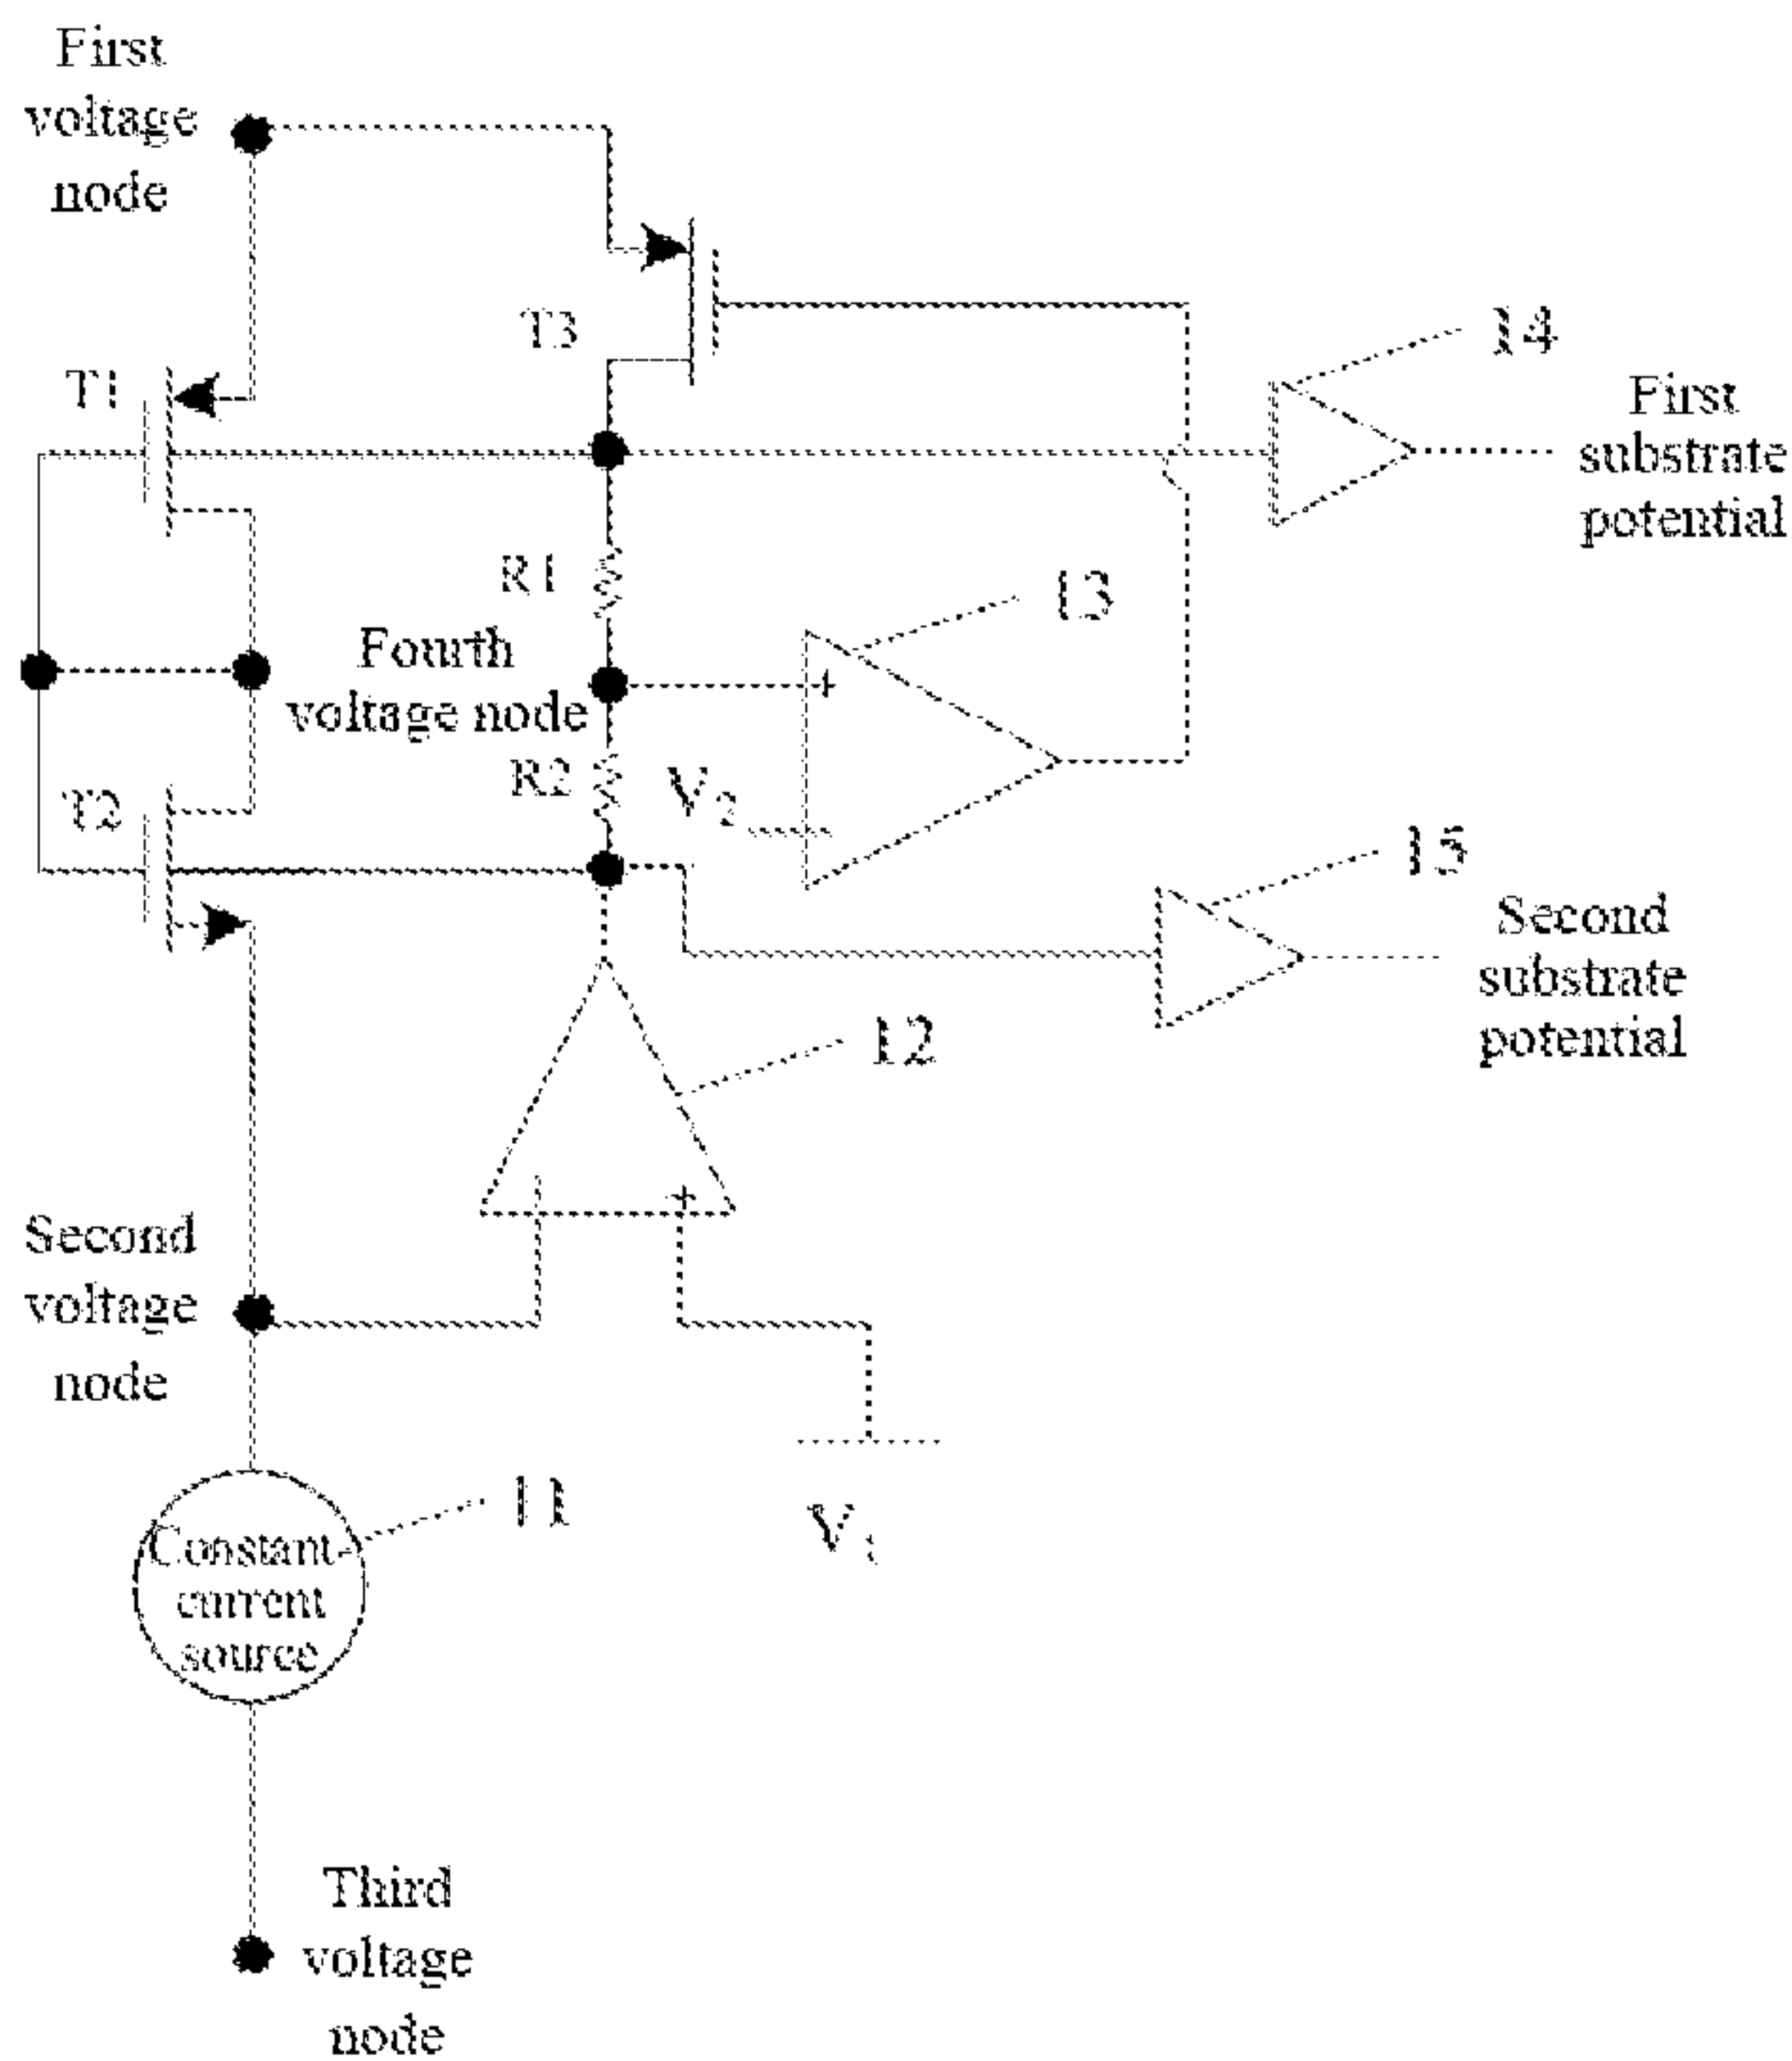 First
voltage
node
T3
14
T1
First
substrate
potential
R1
13
Fourth
voltage node
R2
V2
T2
15
Second
substrate
potential
12
Second
voltage
node
11
V1
Constant-
current
source
Third
voltage
node